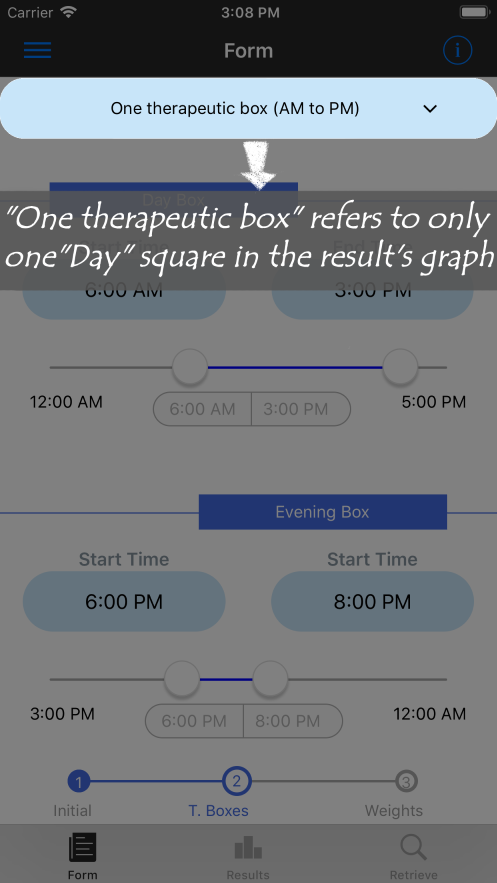 Carrier 3:08 PM
Form
One therapeutic box (AM to PM)
Day Box
"One therapeutic box" refers to only
one"Day" square in the result's graph
Start Time End Time
6:00 AM 3:00 PM
12:00 AM 5:00 PM
6:00 AM 3:00 PM
Evening Box
Start Time Start Time
6:00 PM 8:00 PM
3:00 PM 12:00 AM
6:00 PM 8:00 PM
1 2 3
Initial T. Boxes Weights
Form Results Retrieve